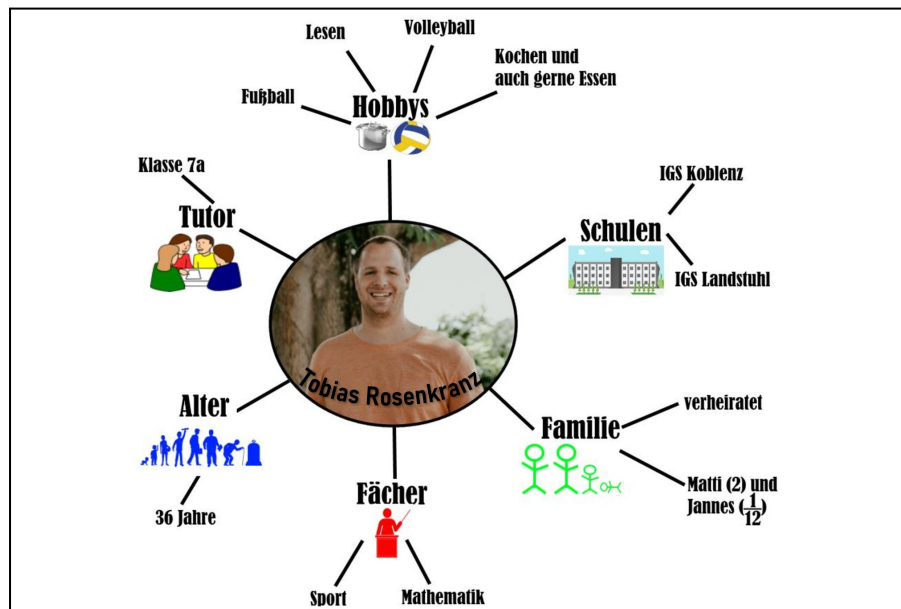 Lesen
Volleyball
Kochen und
auch gerne Essen
Fußball
Hobbys
Klasse 7a
Tutor
IGS Koblenz
Schulen
IGS Landstuhl
Tobias Rosenkranz
Alter
36 Jahre
Familie
verheiratet
Matti (2) und
Jannes (1/12)
Fächer
Sport
Mathematik